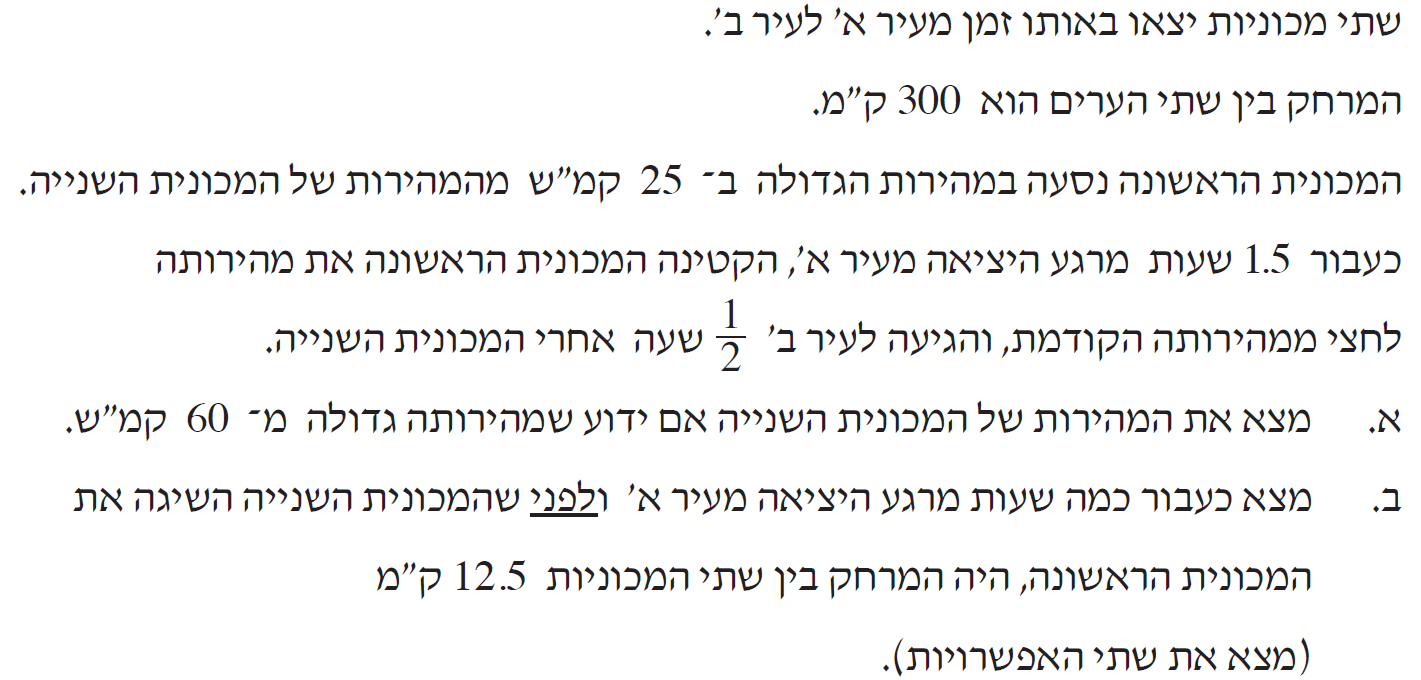 שתי מכוניות יצאו באותו זמן מעיר א' לעיר ב'.
המרחק בין שתי הערים הוא 300 ק"מ.
המכונית הראשונה נסעה במהירות הגדולה ב־ 25 קמ"ש מהמהירות של המכונית השנייה.
כעבור 1.5 שעות מרגע היציאה מעיר א', הקטינה המכונית הראשונה את מהירותה
לחצי ממהירותה הקודמת, והגיעה לעיר ב' 1/2 שעה אחרי המכונית השנייה.
א. מצא את המהירות של המכונית השנייה אם ידוע שמהירותה גדולה מ־ 60 קמ"ש.
ב. מצא כעבור כמה שעות מרגע היציאה מעיר א' ולפני שהמכונית השנייה השיגה את
המכונית הראשונה, היה המרחק בין שתי המכוניות 12.5 ק"מ
(מצא את שתי האפשרויות).